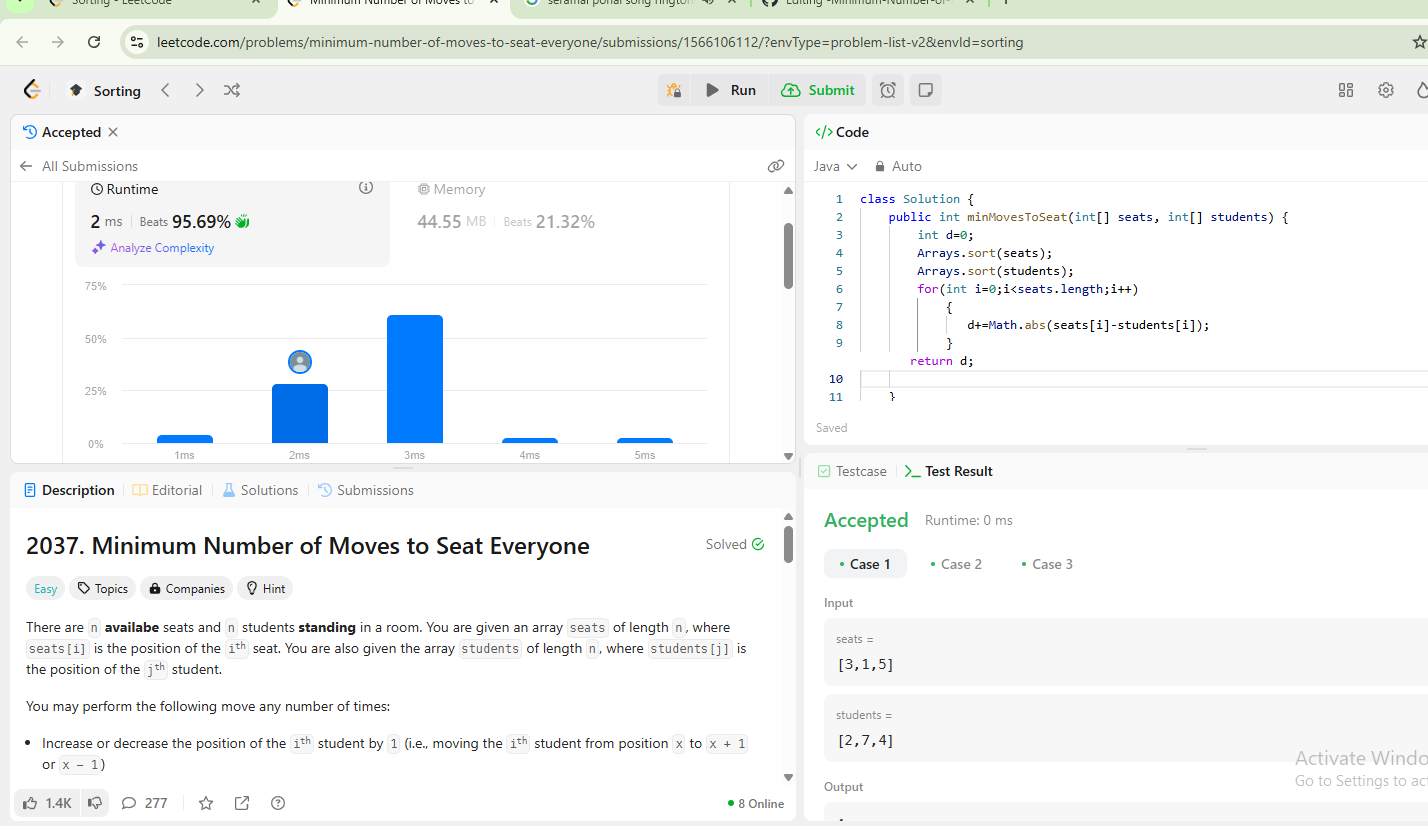 Sorting - LeetCode
Minimum Number of Moves to
seramai ponal song rington
Editing -Minimum-Number-of-
leetcode.com/problems/minimum-number-of-moves-to-seat-everyone/submissions/1566106112/?envType=problem-list-v2&envId=sorting
Sorting
Run
Submit
Accepted
All Submissions
Runtime
Memory
2 ms Beats 95.69%
44.55 MB Beats 21.32%
Analyze Complexity
75%
50%
25%
0%
1ms 2ms 3ms 4ms 5ms
Description Editorial Solutions Submissions
2037. Minimum Number of Moves to Seat Everyone
Solved
Easy Topics Companies Hint
There are n availabe seats and n students standing in a room. You are given an array seats of length n, where
seats[i] is the position of the ith seat. You are also given the array students of length n, where students[j] is
the position of the jth student.
You may perform the following move any number of times:
• Increase or decrease the position of the ith student by 1 (i.e., moving the ith student from position x to x + 1
or x - 1)
1.4K 277
8 Online
</> Code
Java Auto
1 class Solution {
2 public int minMovesToSeat(int[] seats, int[] students) {
3 int d=0;
4 Arrays.sort(seats);
5 Arrays.sort(students);
6 for(int i=0;i<seats.length;i++)
7 {
8 d+=Math.abs(seats[i]-students[i]);
9 }
return d;
10
11 }
Saved
Testcase Test Result
Accepted Runtime: 0 ms
• Case 1 • Case 2 • Case 3
Input
seats =
[3,1,5]
students =
[2,7,4]
Output
Activate Windo
Go to Settings to act